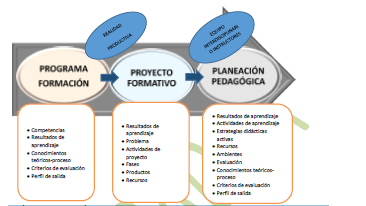 REALIDAD
PRODUCTIVA
EQUIPO
INTERDISCIPLINAR
IO INSTRUCTORES
PROGRAMA
FORMACIÓN
PROYECTO
FORMATIVO
PLANEACIÓN
PEDAGÓGICA
• Competencias
• Resultados de
aprendizaje
• Conocimientos
teóricos-proceso
• Criterios de evaluación
• Perfil de salida
• Resultados de
aprendizaje
• Problema
• Actividades de
proyecto
• Fases
• Productos
• Recursos
• Resultados de aprendizaje
• Actividades de aprendizaje
• Estrategias didácticas
activas
• Recursos
• Ambientes
• Evaluación
• Conocimientos teóricos-
proceso
• Criterios de evaluación
• Perfil de salida